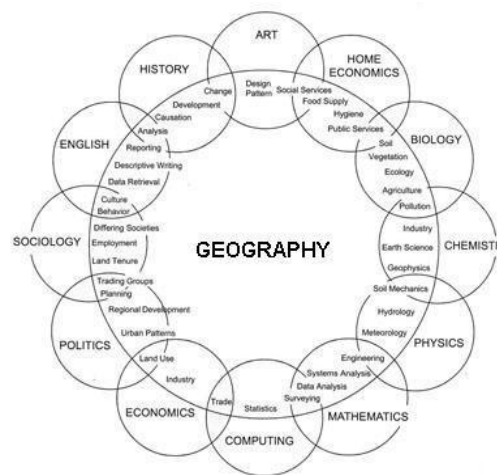 ART
HOME
ECONOMICS
HISTORY
Change
Design
Pattern
Social Services
Development
Food Supply
Causation
Hygiene
Analysis
Public Services
ENGLISH
Reporting
Soil
BIOLOGY
Descriptive Writing
Vegetation
Data Retrieval
Ecology
Culture
Agriculture
Behavior
Pollution
Differing Societies
Industry
SOCIOLOGY
Employment
GEOGRAPHY
Earth Science
CHEMISTI
Land Tenure
Geophysics
Trading Groups
Planning
Soil Mechanics
Regional Development
Hydrology
POLITICS
Urban Patterns
Meteorology
PHYSICS
Land Use
Engineering
Industry
Systems Analysis
Data Analysis
ECONOMICS
Trade
Statistics
Surveying
MATHEMATICS
COMPUTING